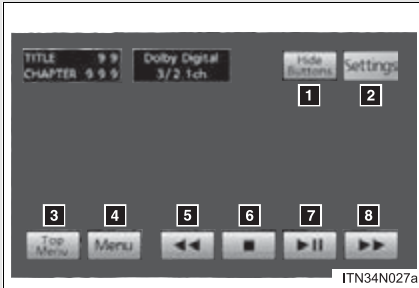 TITLE 99
CHAPTER 999
Dolby Digital
3/2.1ch
Hide
Buttons
Settings
1
2
3
4
5
6
7
8
Top
Menu
Menu
ITN34N027a